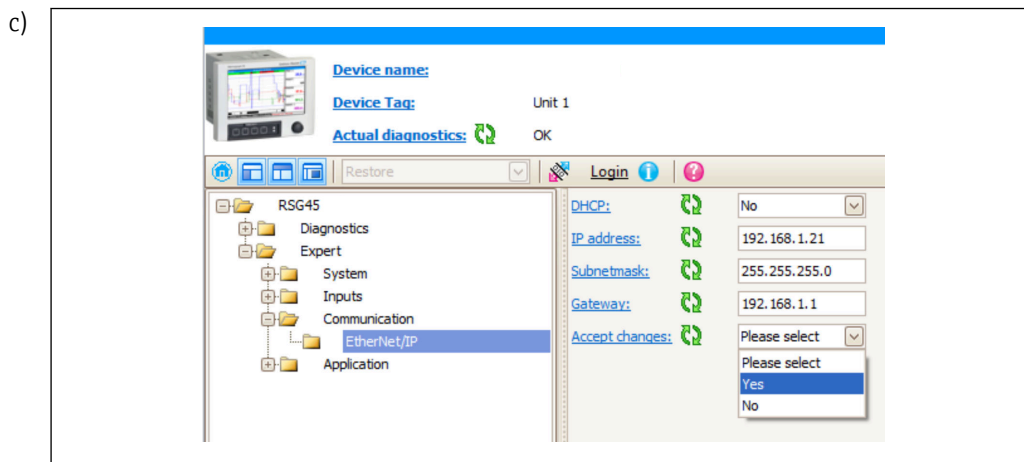 c)
Device name:
Device Tag: Unit 1
Actual diagnostics: OK
Restore Login
RSG45
Diagnostics
Expert
System
Inputs
Communication
EtherNet/IP
Application
DHCP: No
IP address: 192.168.1.21
Subnetmask: 255.255.255.0
Gateway: 192.168.1.1
Accept changes: Please select
Please select
Yes
No